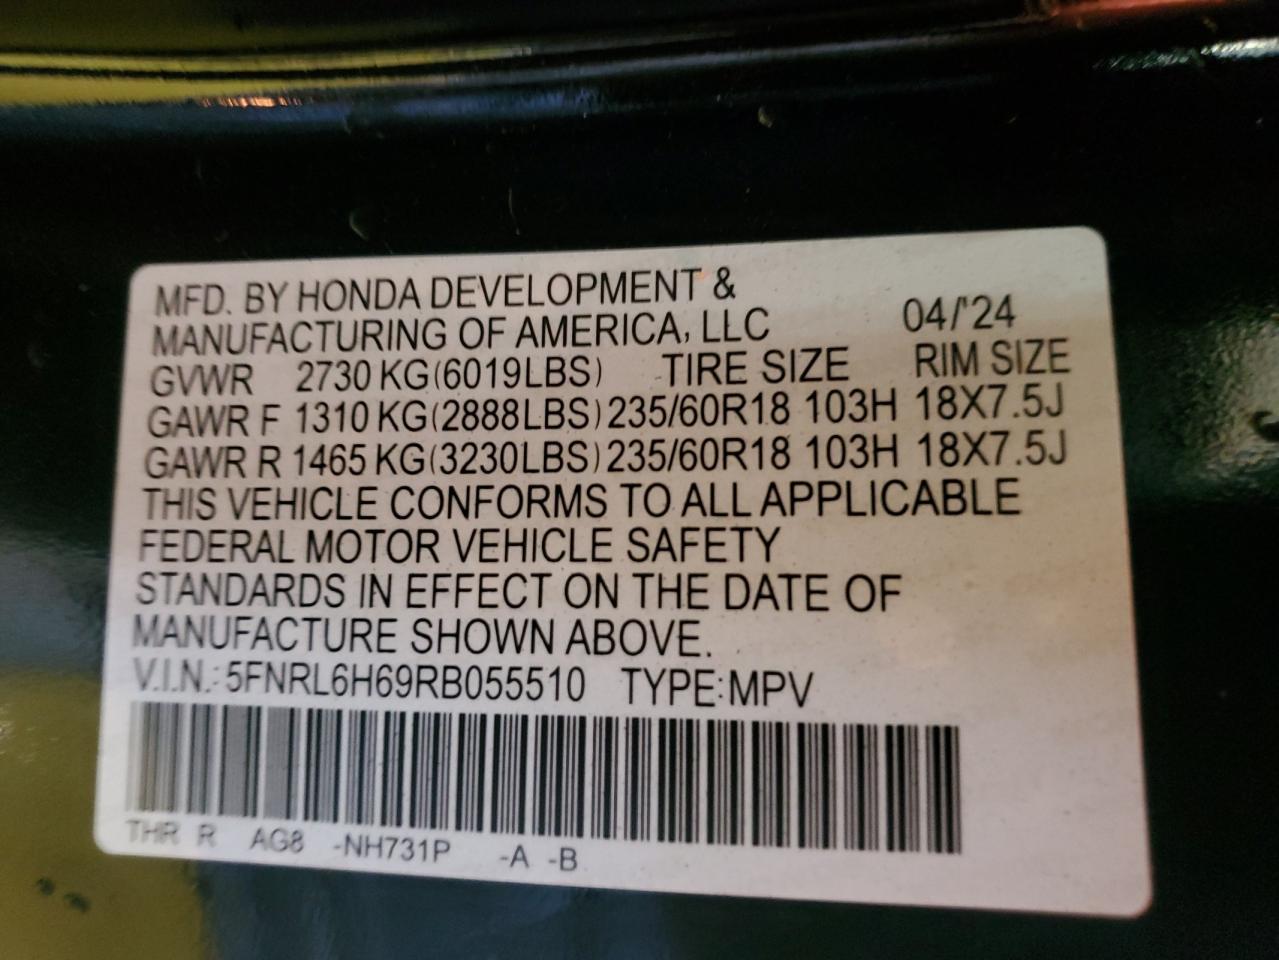 MFD. BY HONDA DEVELOPMENT &
MANUFACTURING OF AMERICA, LLC 04/'24
GVWR 2730 KG(6019LBS) TIRE SIZE RIM SIZE
GAWR F 1310 KG(2888LBS) 235/60R18 103H 18X7.5J
GAWR R 1465 KG(3230LBS) 235/60R18 103H 18X7.5J
THIS VEHICLE CONFORMS TO ALL APPLICABLE
FEDERAL MOTOR VEHICLE SAFETY
STANDARDS IN EFFECT ON THE DATE OF
MANUFACTURE SHOWN ABOVE.
V.I.N.: 5FNRL6H69RB055510 TYPE:MPV
THR R AG8 -NH731P -A -B